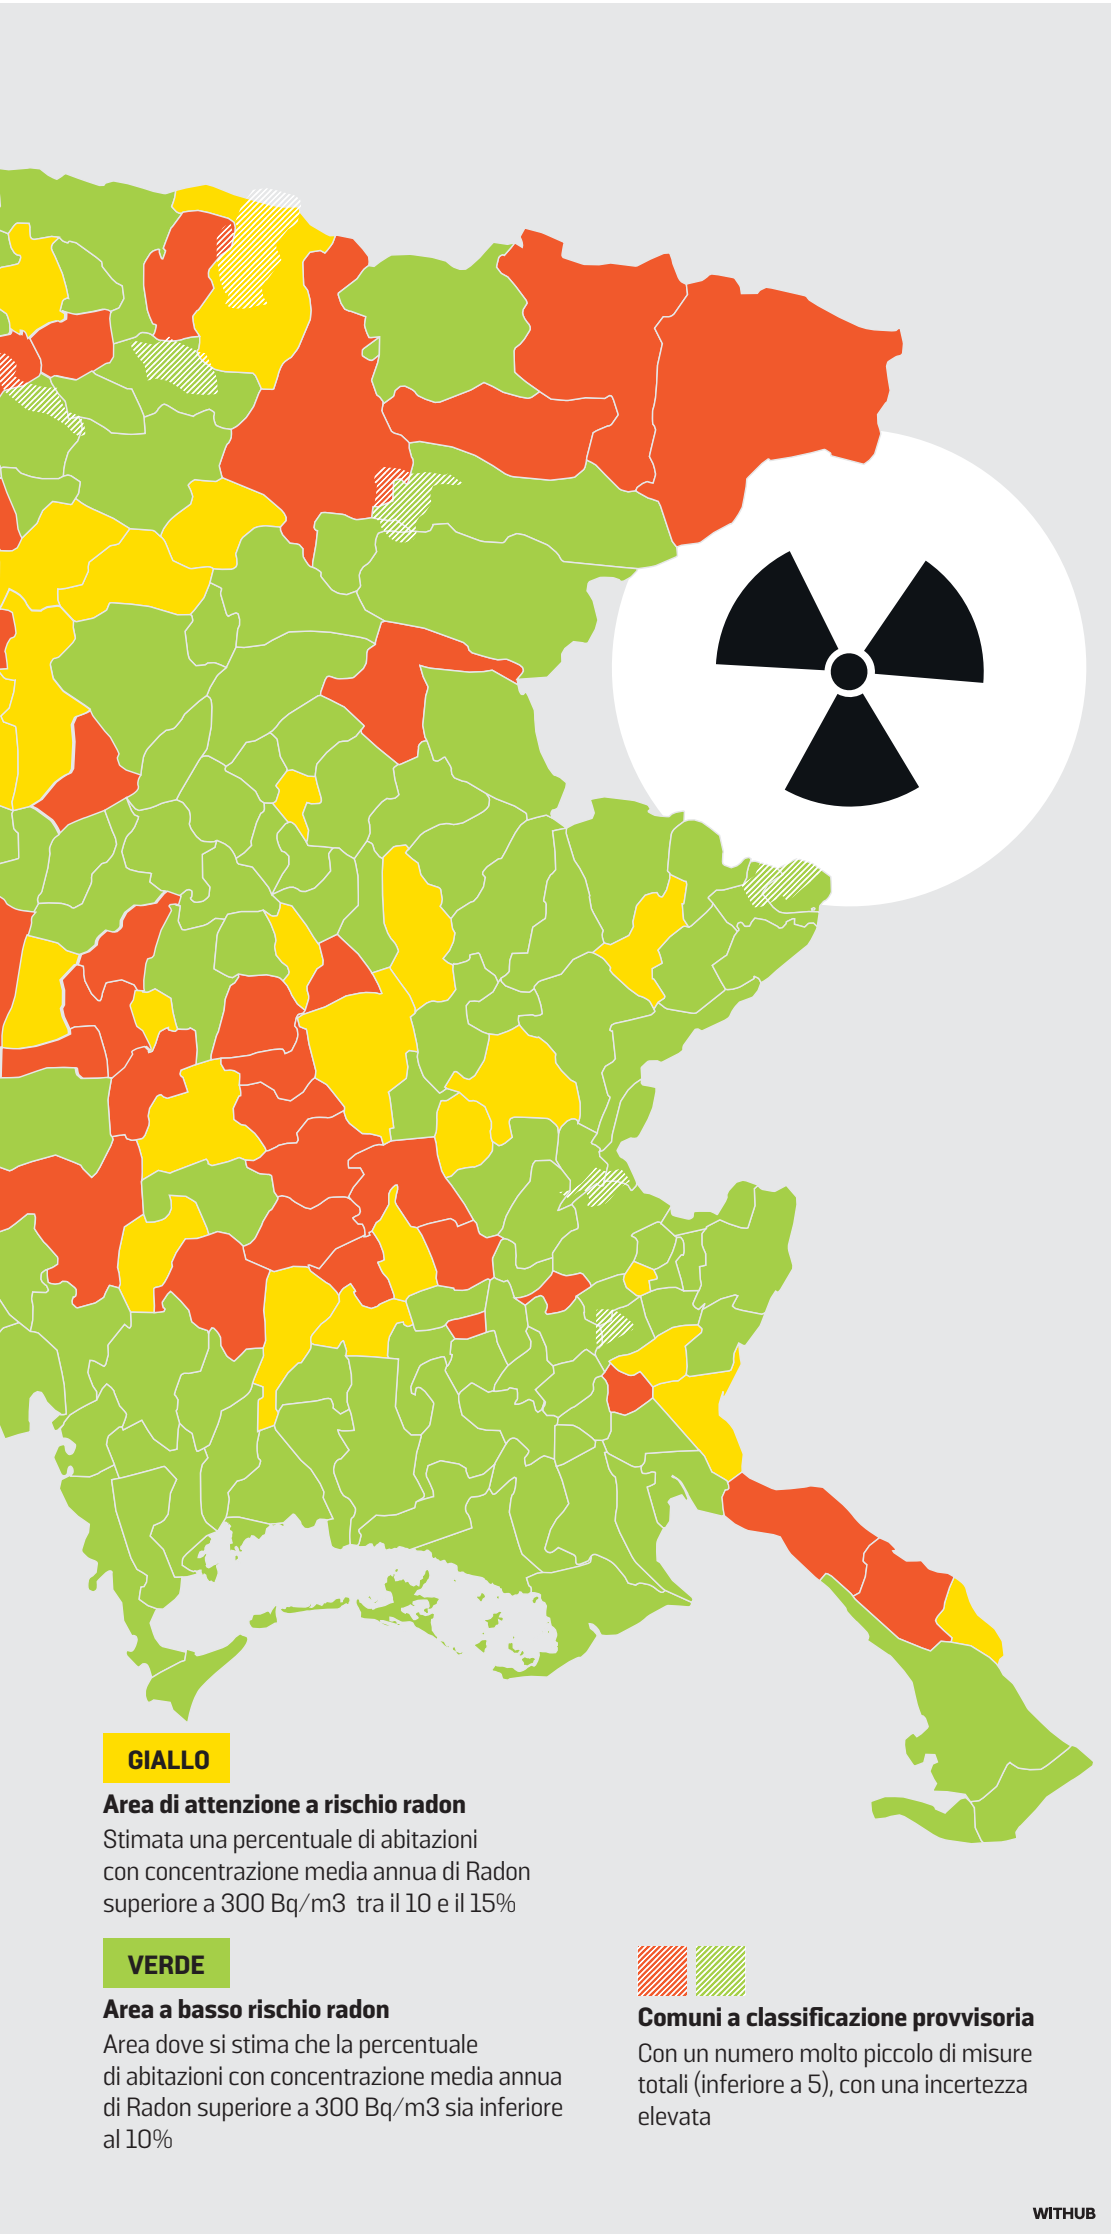 GIALLO
Area di attenzione a rischio radon
Stimata una percentuale di abitazioni
con concentrazione media annua di Radon
superiore a 300 Bq/m3 tra il 10 e il 15%
VERDE
Area a basso rischio radon
Area dove si stima che la percentuale
di abitazioni con concentrazione media annua
di Radon superiore a 300 Bq/m3 sia inferiore
al 10%
Comuni a classificazione provvisoria
Con un numero molto piccolo di misure
totali (inferiore a 5), con una incertezza
elevata
WITHUB